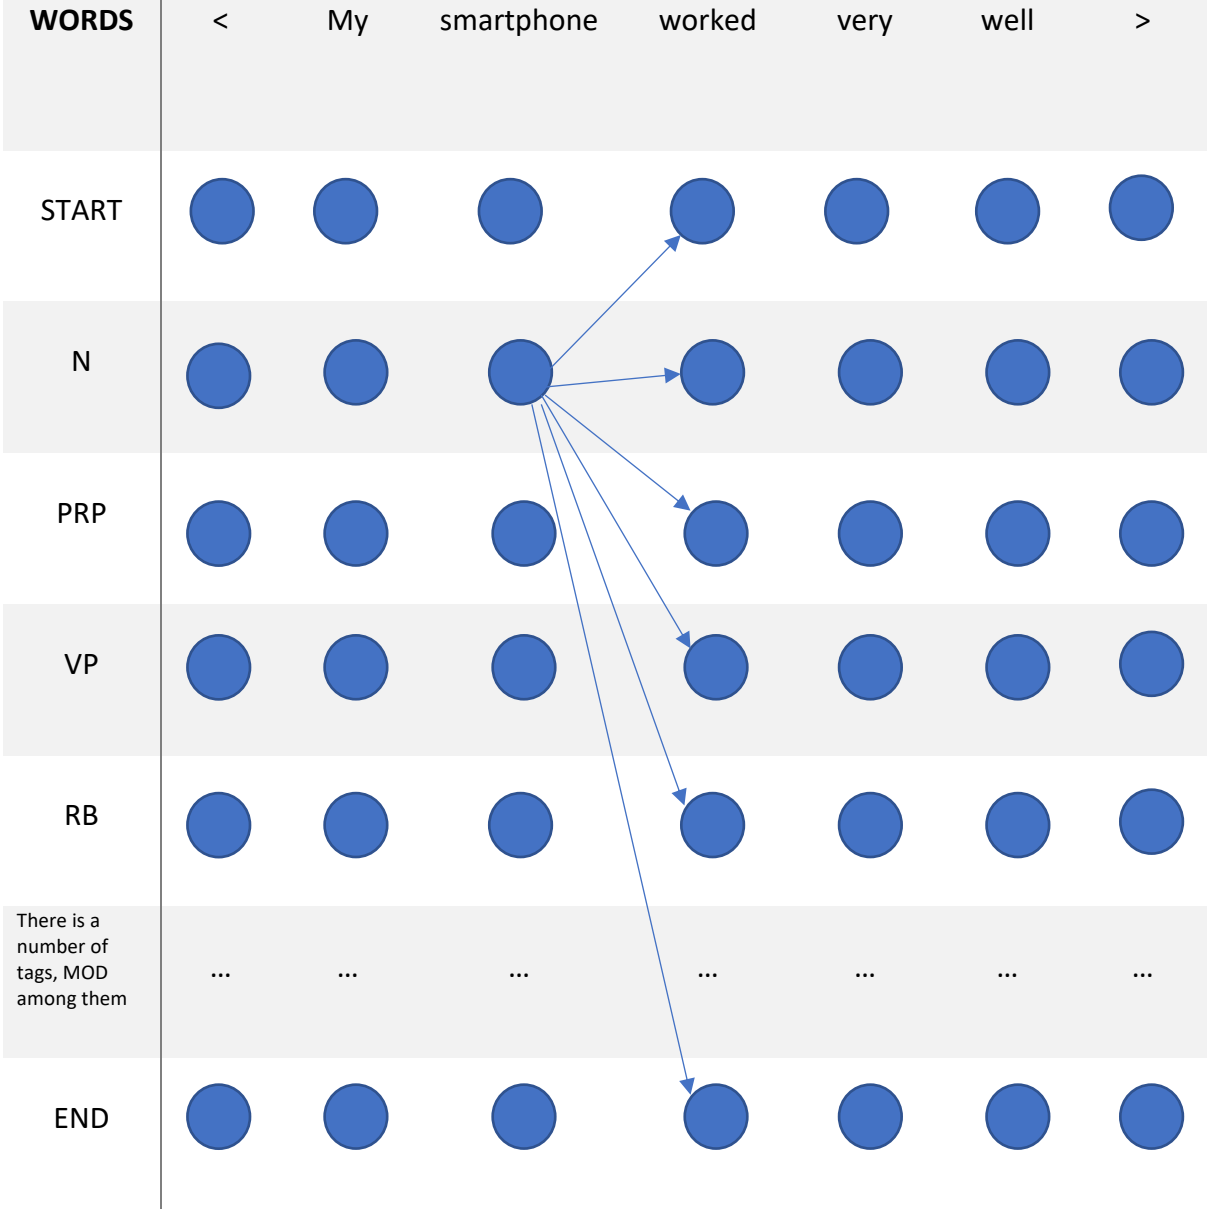 WORDS < My smartphone worked very well >
START
N
PRP
VP
RB
There is a
number of
tags, MOD
among them
... ... ... ... ... ... ...
END